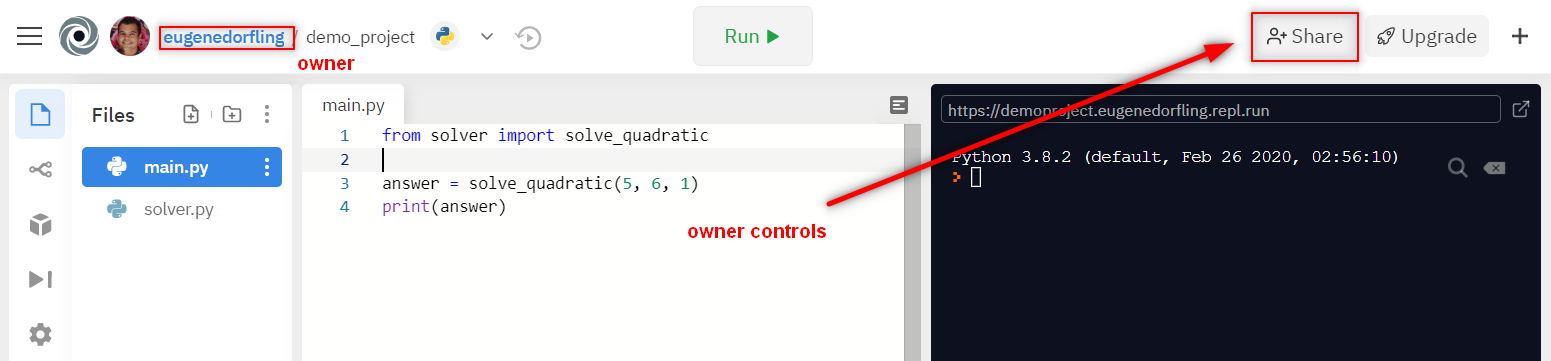 eugenedorfling / demo_project
Run
Share
Upgrade
owner
Files
main.py
solver.py
main.py
1 from solver import solve_quadratic
2
3 answer = solve_quadratic(5, 6, 1)
4 print(answer)
owner controls
https://demoproject.eugenedorfling.repl.run
Python 3.8.2 (default, Feb 26 2020, 02:56:10)